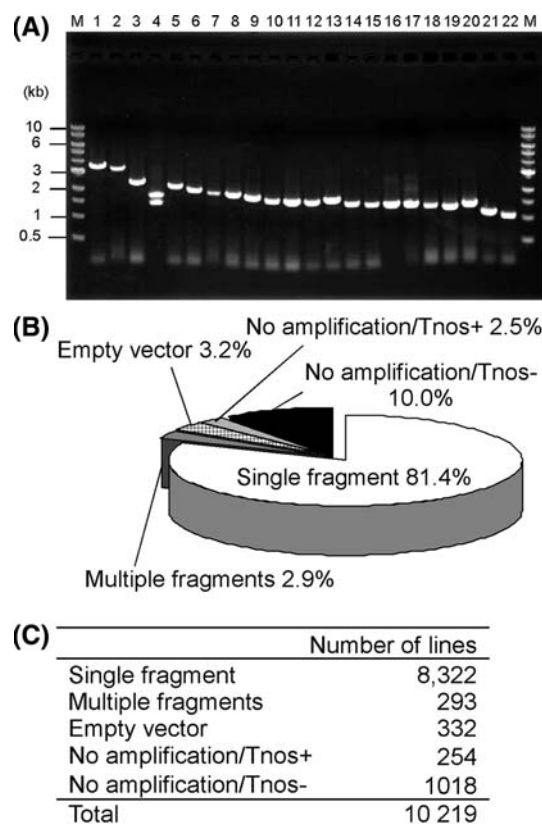 (A)
M 1 2 3 4 5 6 7 8 9 10 11 12 13 14 15 16 17 18 19 20 21 22 M
(kb)
10
6
3
2
1
0.5
(B)
No amplification/Tnos+ 2.5%
Empty vector 3.2%
No amplification/Tnos-
10.0%
Single fragment 81.4%
Multiple fragments 2.9%
(C)
Number of lines
Single fragment 8,322
Multiple fragments 293
Empty vector 332
No amplification/Tnos+ 254
No amplification/Tnos- 1018
Total 10 219